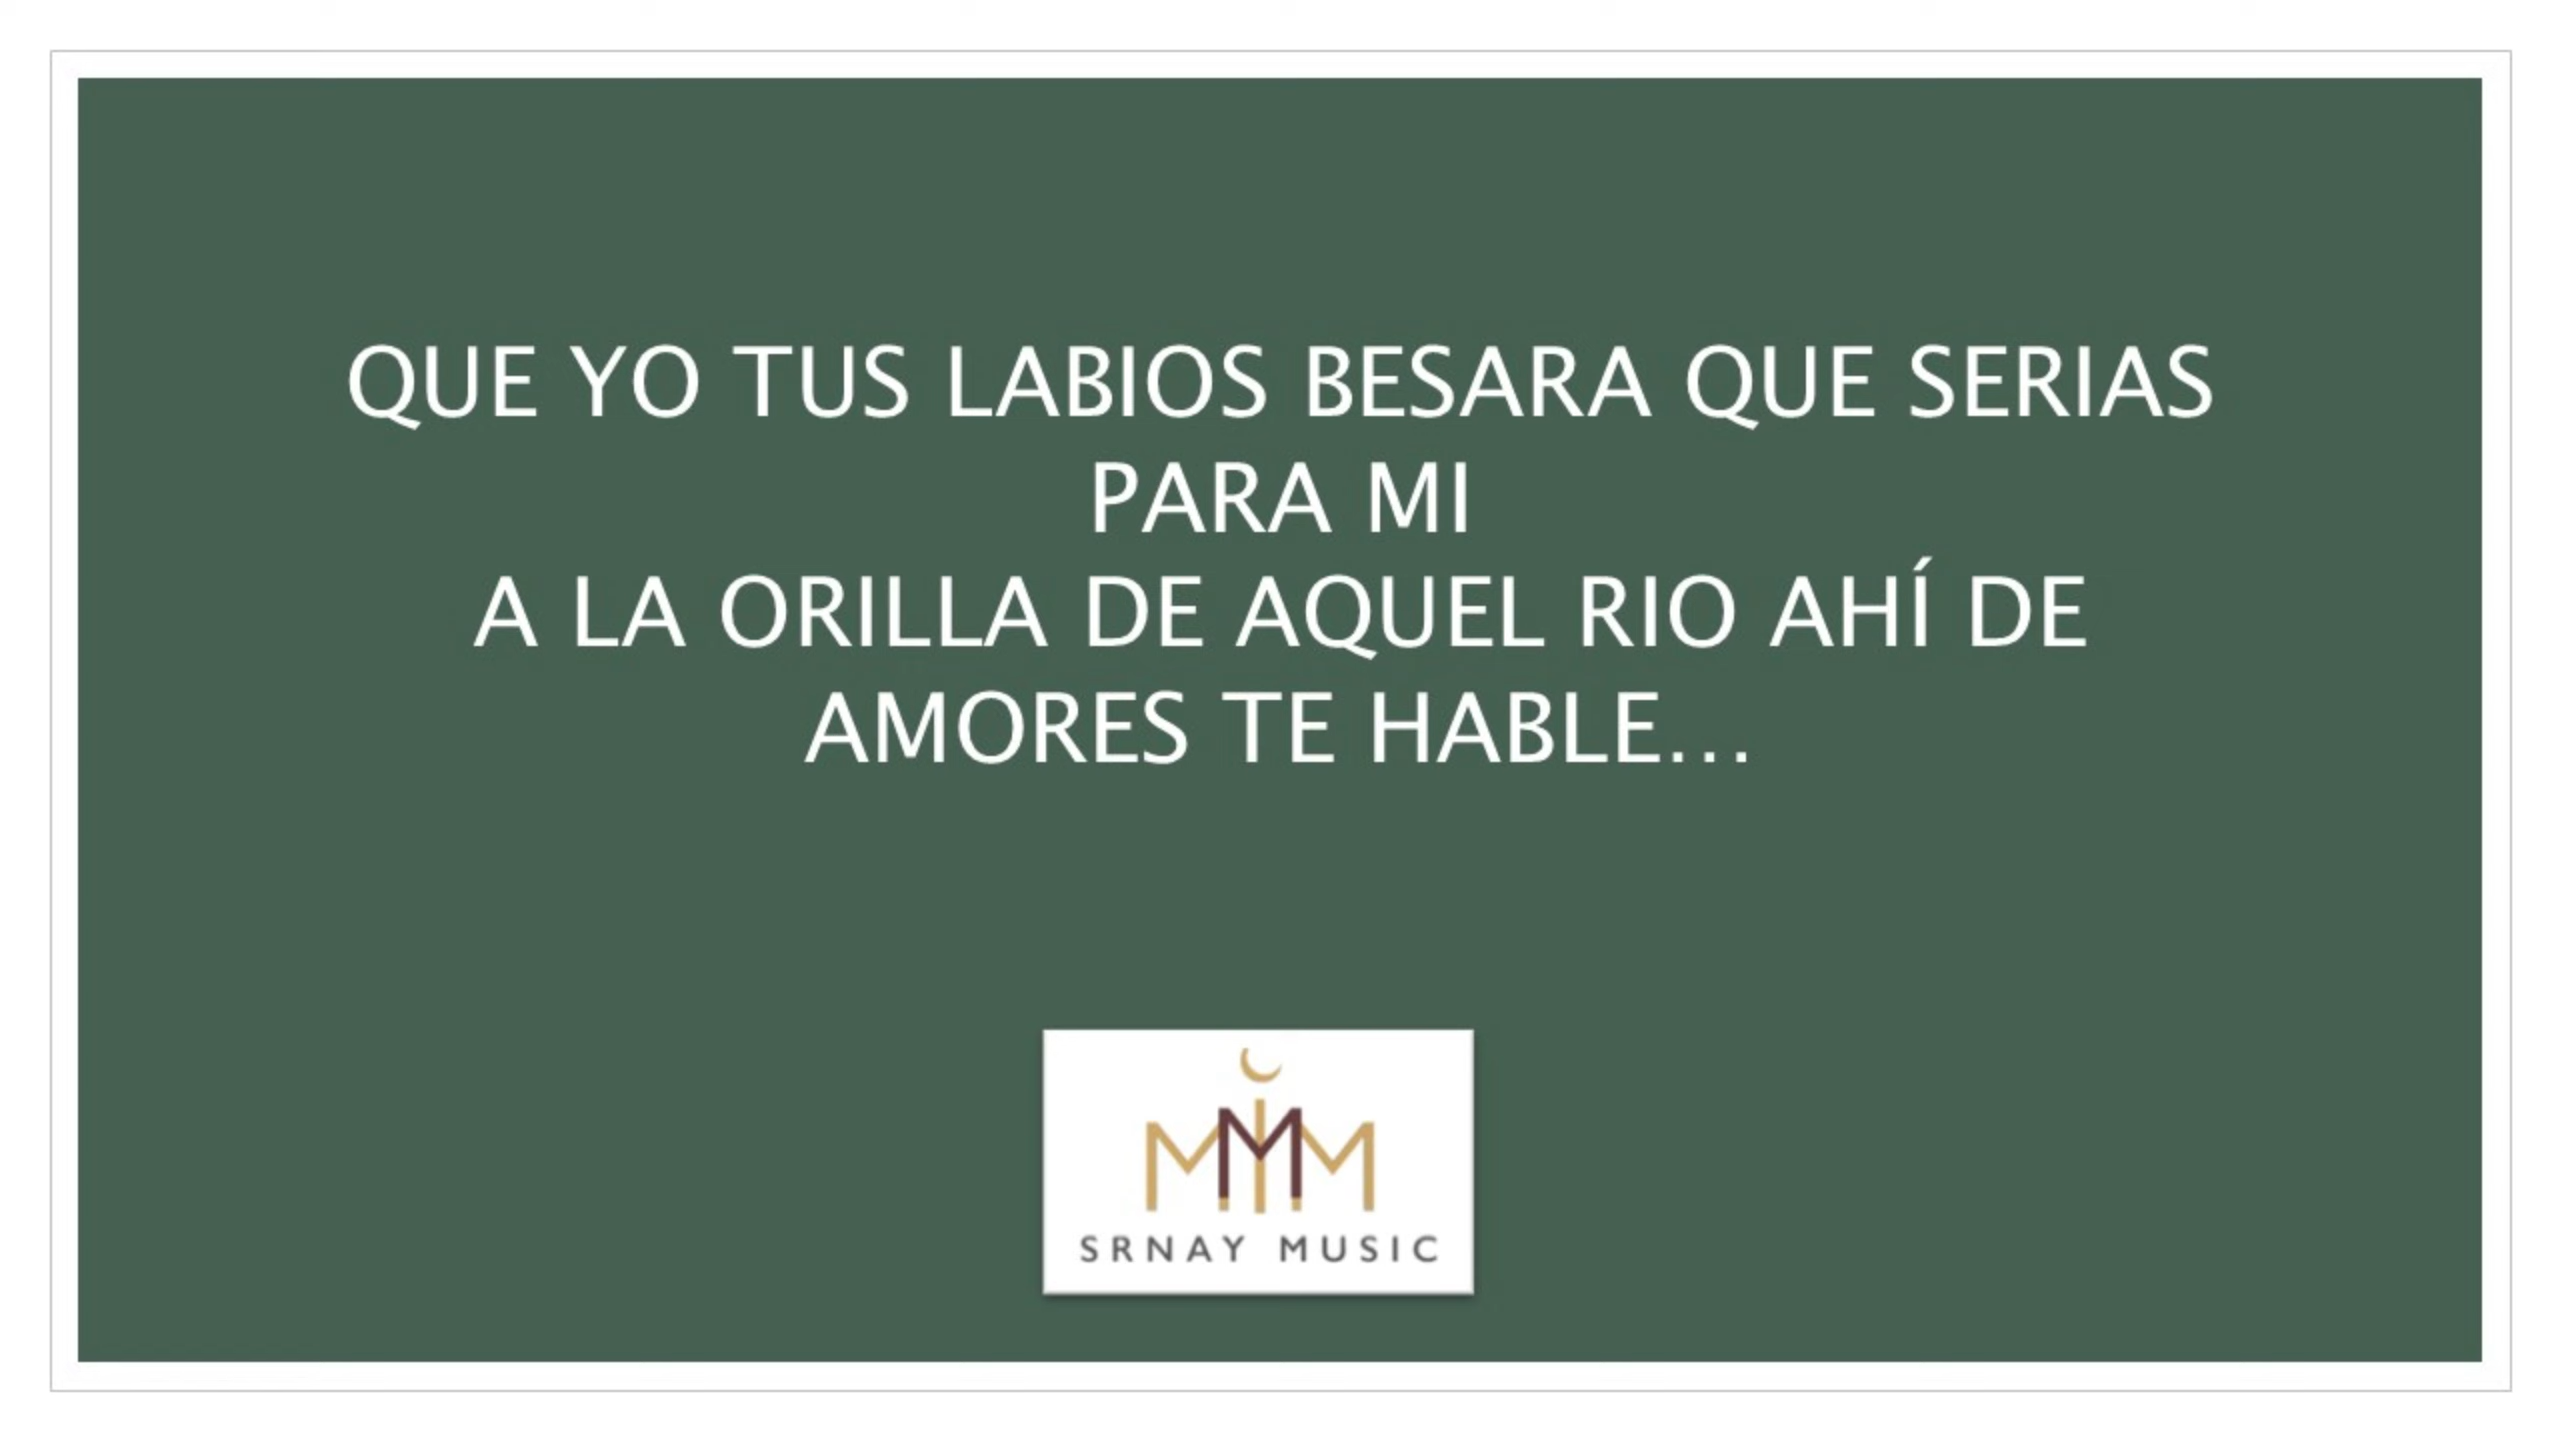 QUE YO TUS LABIOS BESARA QUE SERIAS
PARA MI
A LA ORILLA DE AQUEL RIO AHÍ DE
AMORES TE HABLE...
SRNAY MUSIC